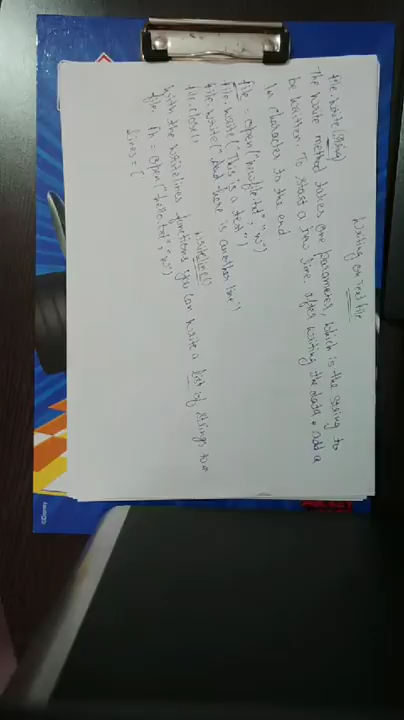 Writing on Text file
file.write(string)
The write method takes one parameter, which is the string to
be written. To start a new line after writing the data, add a
\n character to the end
file = open("newfile.txt", "w")
file.write("This is a test")
file.write("And here is another line")
file.close()
writelines()
With the writelines function you can write a list of strings to a
file. fh = open("hello.txt", "w")
lines = [